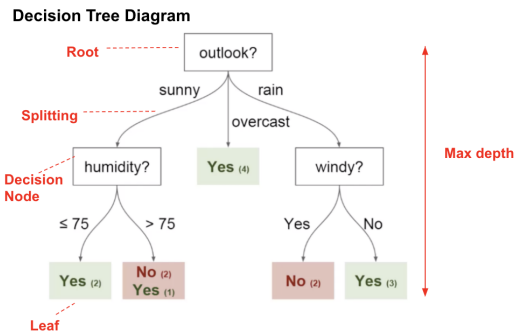 Decision Tree Diagram
Root
outlook?
sunny
rain
Splitting
overcast
Decision
Node
humidity?
Yes (4)
windy?
Max depth
≤ 75
> 75
Yes
No
Yes (2)
No (2)
Yes (1)
No (2)
Yes (3)
Leaf